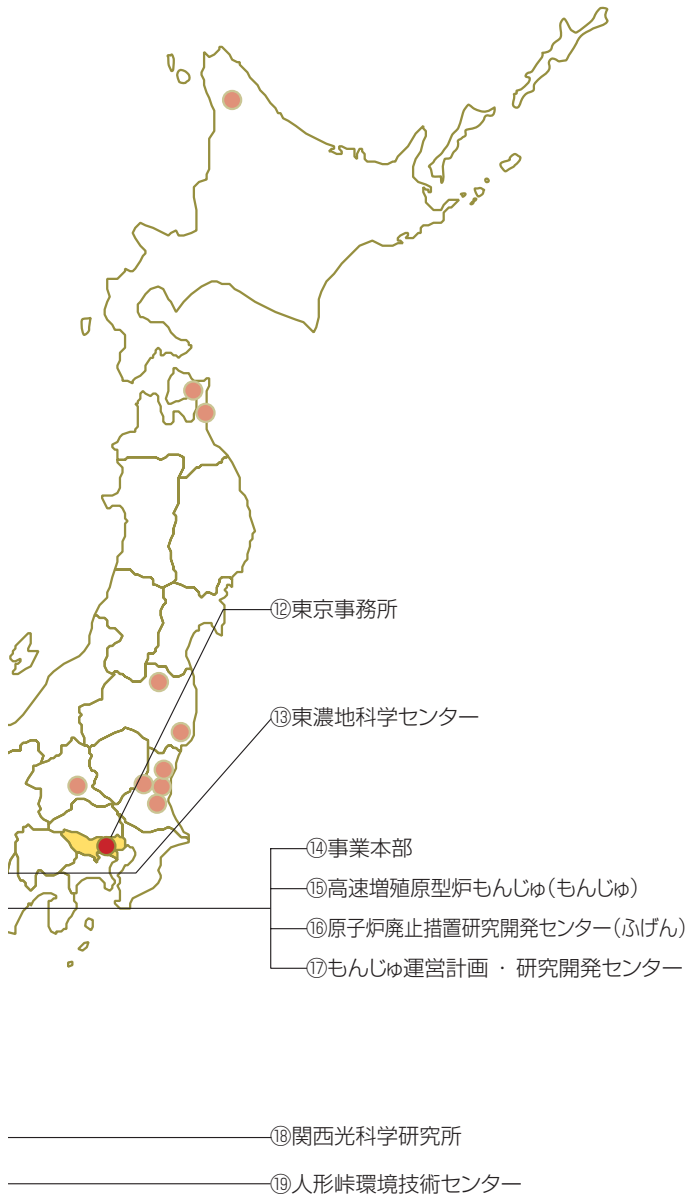 ⑫東京事務所
⑬東濃地科学センター
⑭事業本部
⑮高速増殖原型炉もんじゅ(もんじゅ)
⑯原子炉廃止措置研究開発センター(ふげん)
⑰もんじゅ運営計画・研究開発センター
⑱関西光科学研究所
⑲人形峠環境技術センター